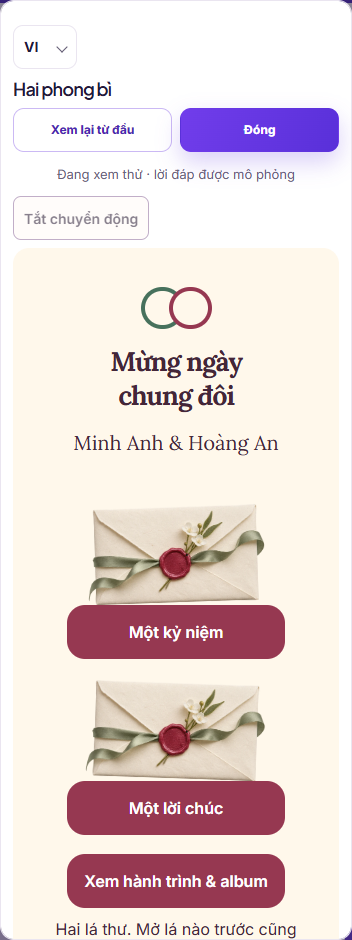 VI
Hai phong bì
Xem lại từ đầu
Đóng
Đang xem thử · lời đáp được mô phỏng
Tắt chuyển động
Mừng ngày
chung đôi
Minh Anh & Hoàng An
Một kỷ niệm
Một lời chúc
Xem hành trình & album
Hai lá thư. Mở lá nào trước cũng